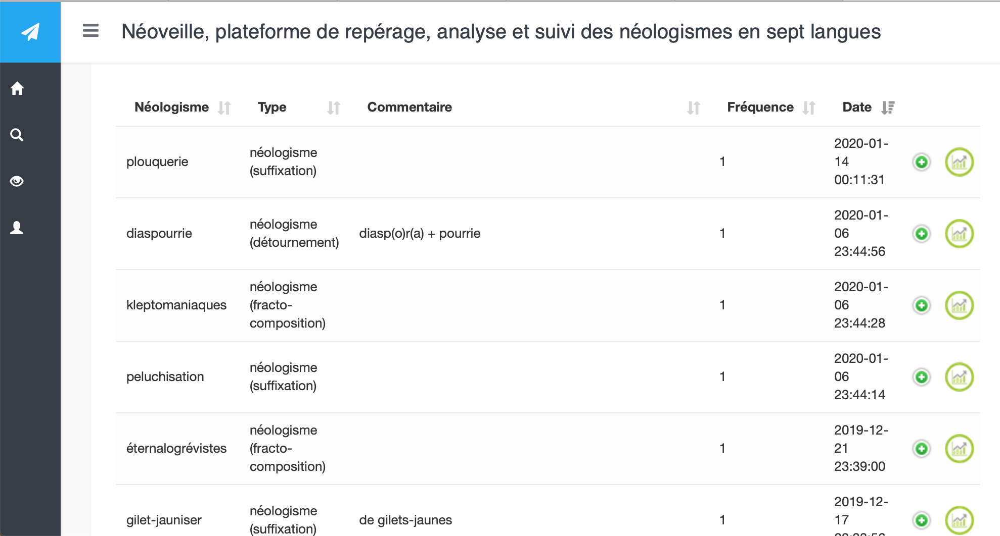 Néoveille, plateforme de repérage, analyse et suivi des néologismes en sept langues
Néologisme Type Commentaire Fréquence Date
plouquerie néologisme (suffixation) 1 2020-01-14 00:11:31
diaspourrie néologisme (détournement) diasp(o)r(a) + pourrie 1 2020-01-06 23:44:56
kleptomaniaques néologisme (fracto-composition) 1 2020-01-06 23:44:28
peluchisation néologisme (suffixation) 1 2020-01-06 23:44:14
éternalogrévistes néologisme (fracto-composition) 1 2019-12-21 23:39:00
gilet-jauniser néologisme (suffixation) de gilets-jaunes 1 2019-12-17